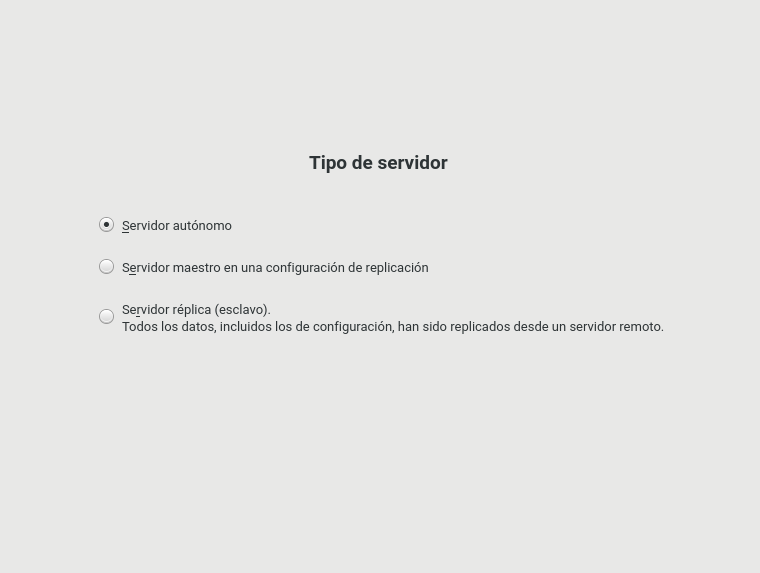 Tipo de servidor
Servidor autónomo
Servidor maestro en una configuración de replicación
Servidor réplica (esclavo).
Todos los datos, incluidos los de configuración, han sido replicados desde un servidor remoto.